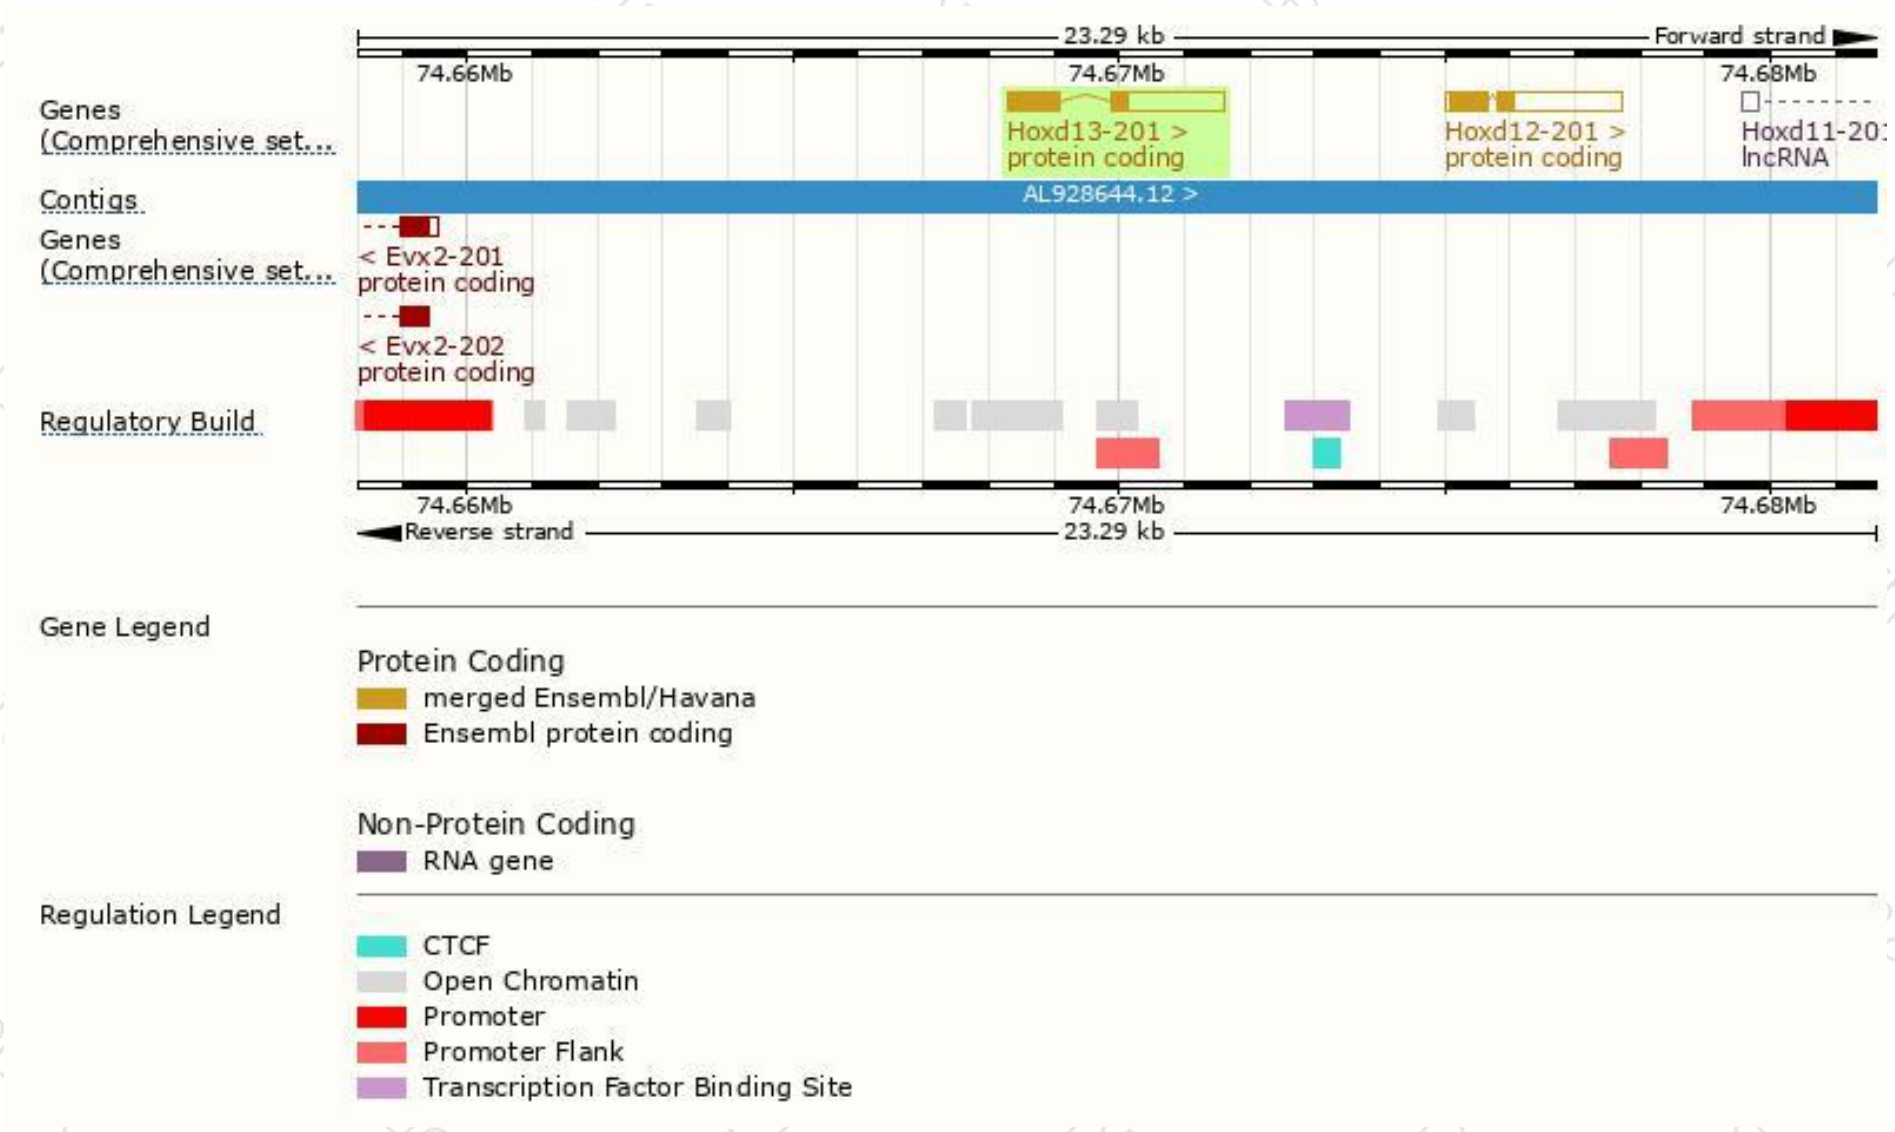 23.29 kb Forward strand
74.66Mb 74.67Mb 74.68Mb
Genes
(Comprehensive set...
Hoxd13-201 > Hoxd12-201 > Hoxd11-201
protein coding protein coding lncRNA
Contigs AL928644.12 >
Genes
(Comprehensive set...
< Evx2-201
protein coding
< Evx2-202
protein coding
Regulatory Build
74.66Mb 74.67Mb 74.68Mb
Reverse strand 23.29 kb
Gene Legend
Protein Coding
merged Ensembl/Havana
Ensembl protein coding
Non-Protein Coding
RNA gene
Regulation Legend
CTCF
Open Chromatin
Promoter
Promoter Flank
Transcription Factor Binding Site